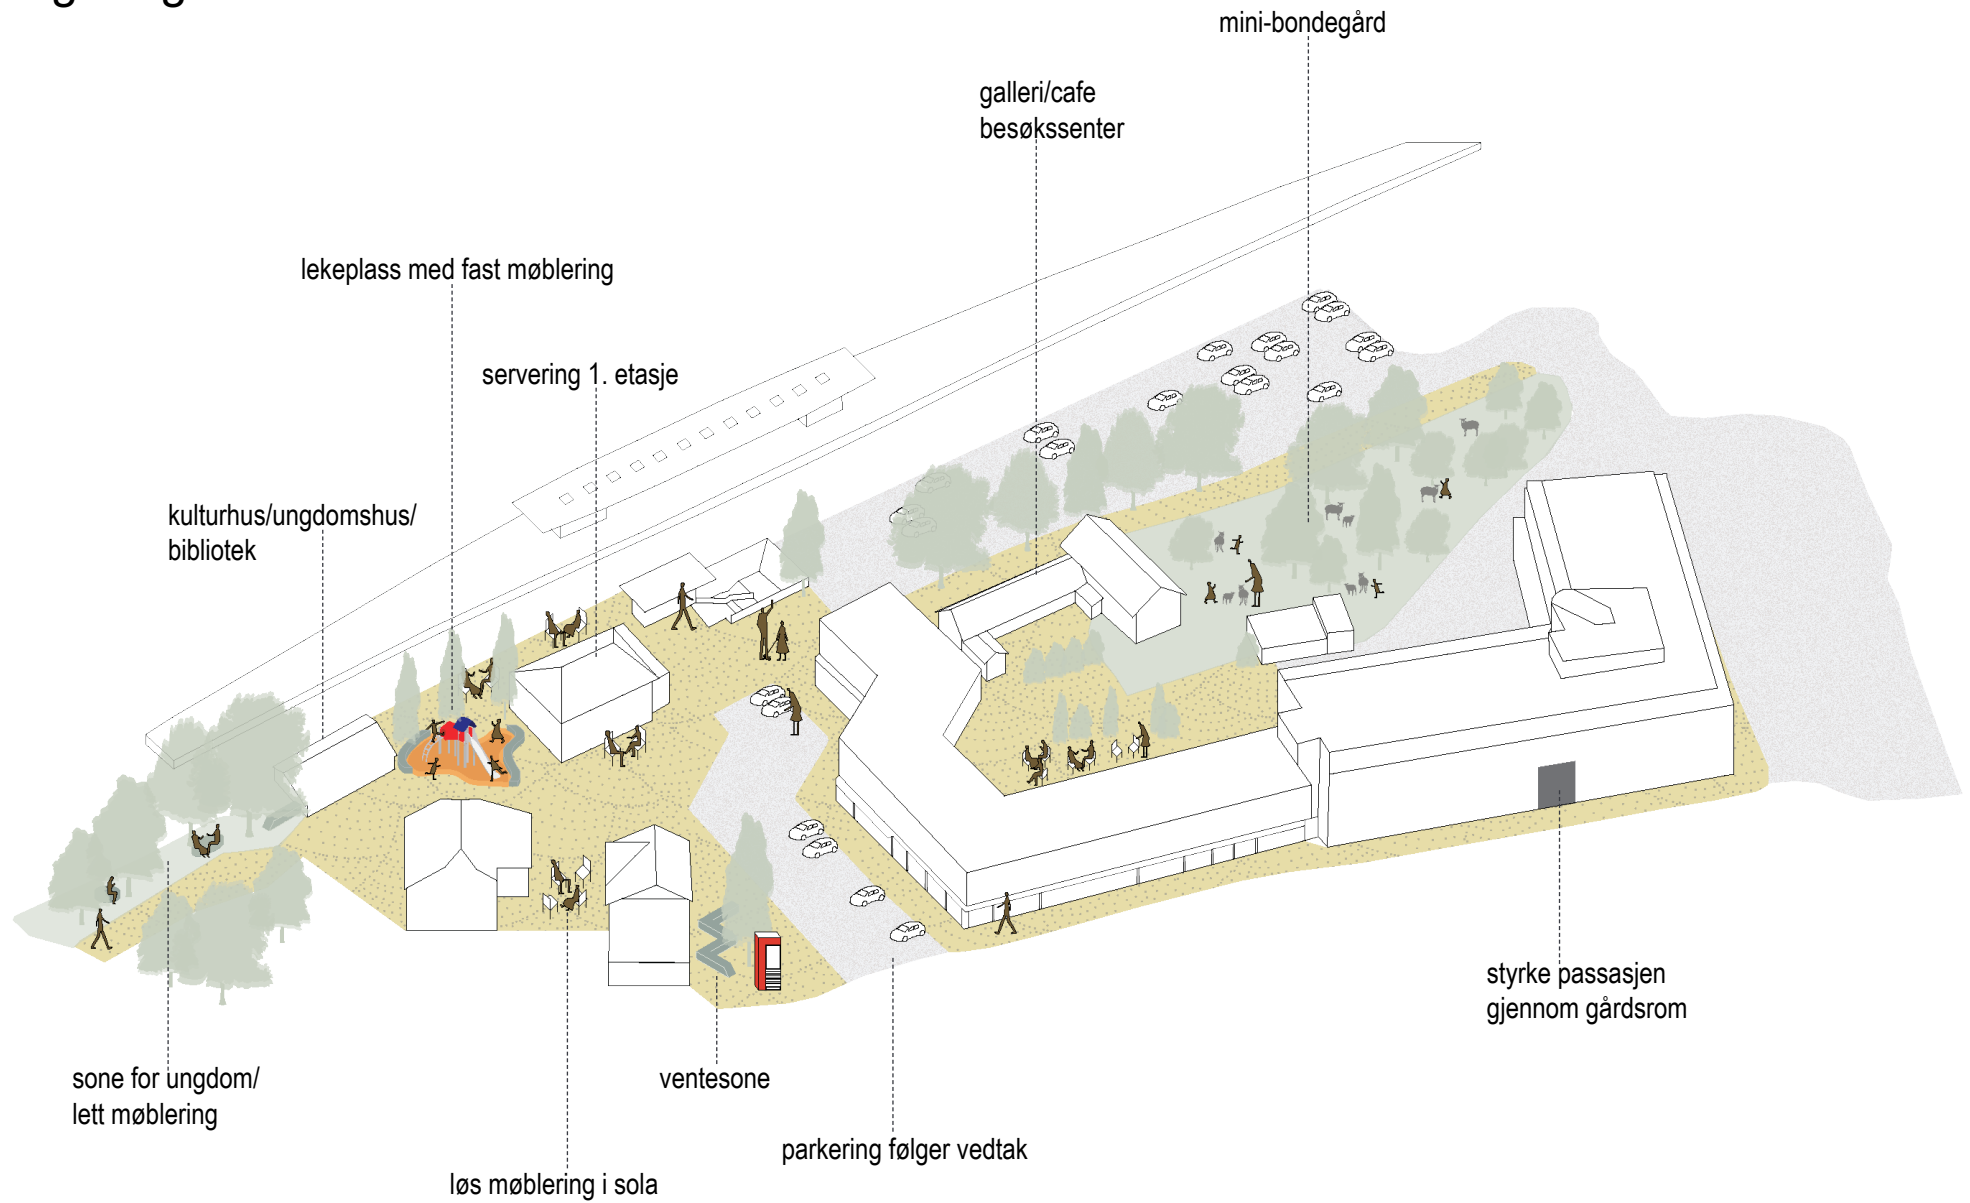 mini-bondegård
galleri/cafe
besøkssenter
lekeplass med fast møblering
servering 1. etasje
kulturhus/ungdomshus/
bibliotek
styrke passasjen
gjennom gårdsrom
sone for ungdom/
lett møblering
ventesone
parkering følger vedtak
løs møblering i sola